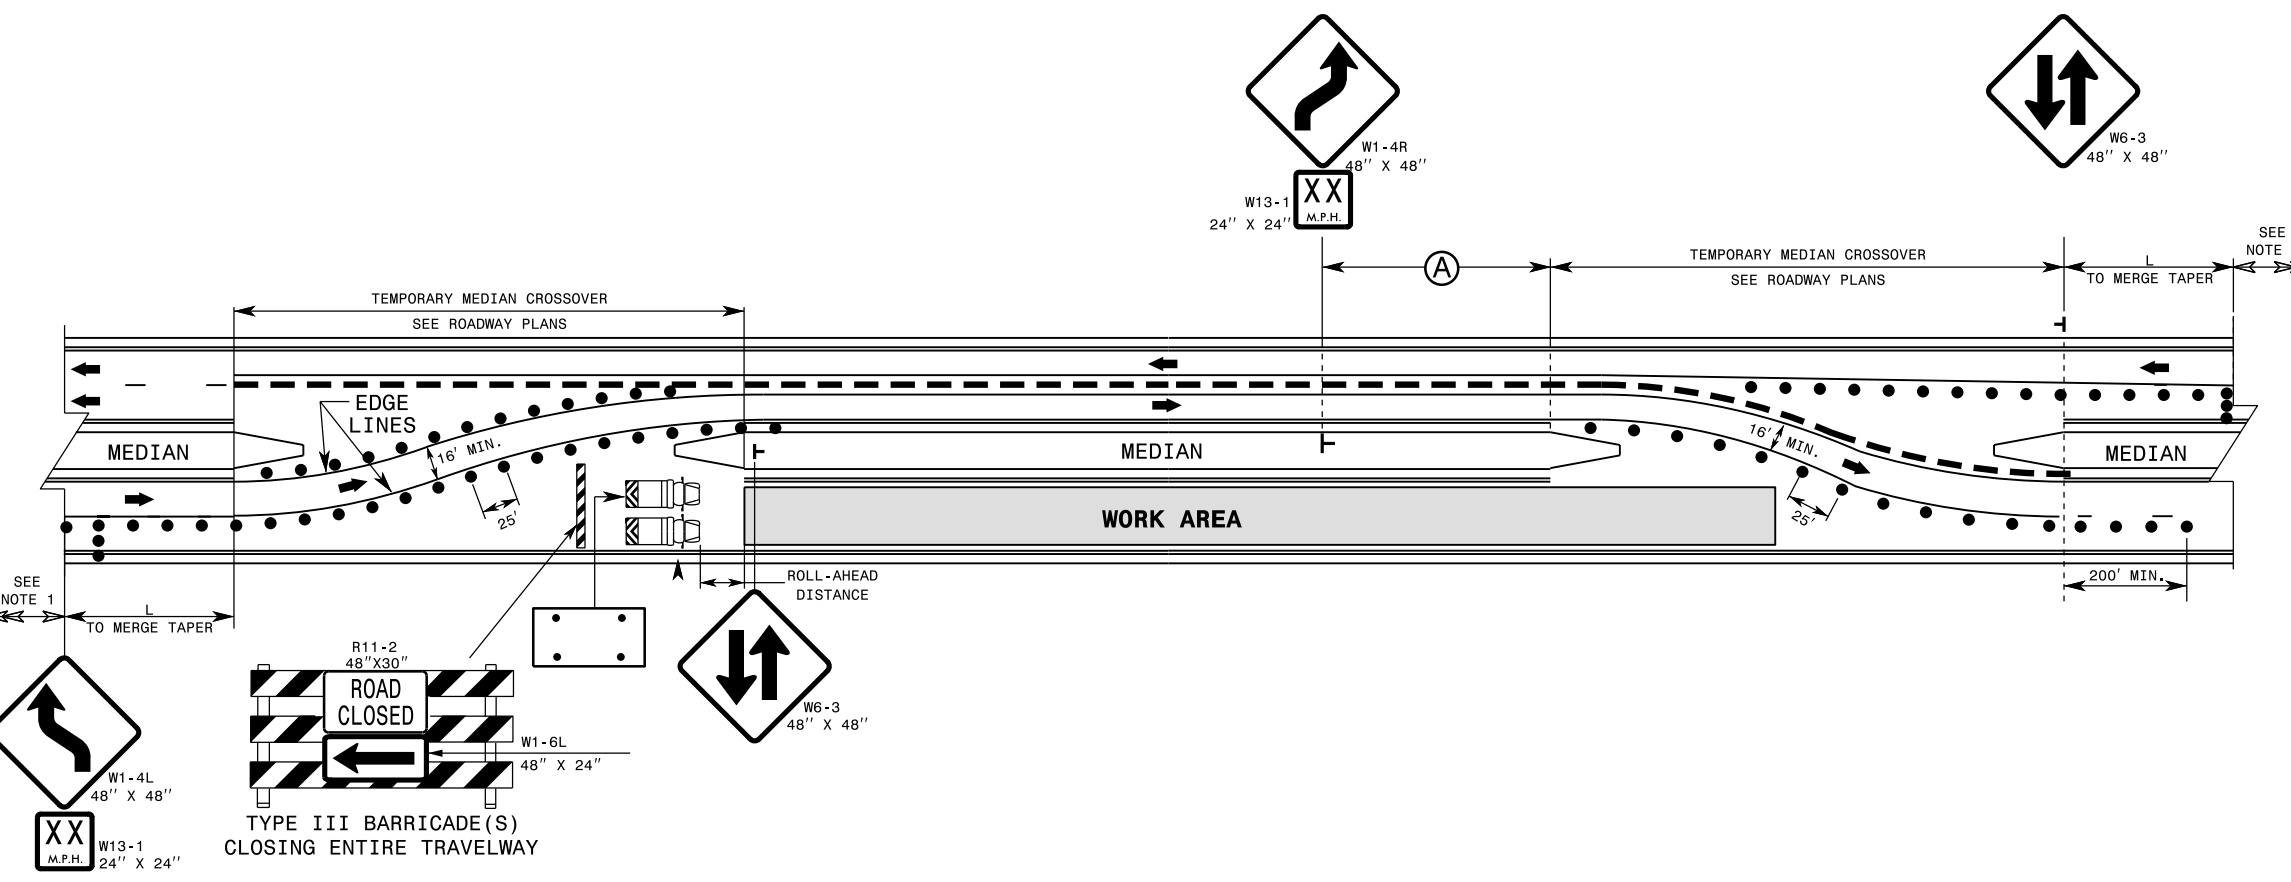 W1-4R
48'' X 48''
W13-1
24'' X 24''
XX
M.P.H.
W6-3
48'' X 48''
SEE
NOTE
A
TEMPORARY MEDIAN CROSSOVER
SEE ROADWAY PLANS
L
TO MERGE TAPER
TEMPORARY MEDIAN CROSSOVER
SEE ROADWAY PLANS
EDGE
LINES
16' MIN.
MEDIAN
MEDIAN
16' MIN.
MEDIAN
25'
WORK AREA
25'
SEE
NOTE 1
L
TO MERGE TAPER
ROLL-AHEAD
DISTANCE
200' MIN.
R11-2
48"X30"
ROAD
CLOSED
W1-6L
48" X 24"
TYPE III BARRICADE(S)
CLOSING ENTIRE TRAVELWAY
W6-3
48'' X 48''
W1-4L
48'' X 48''
XX
M.P.H.
W13-1
24'' X 24''